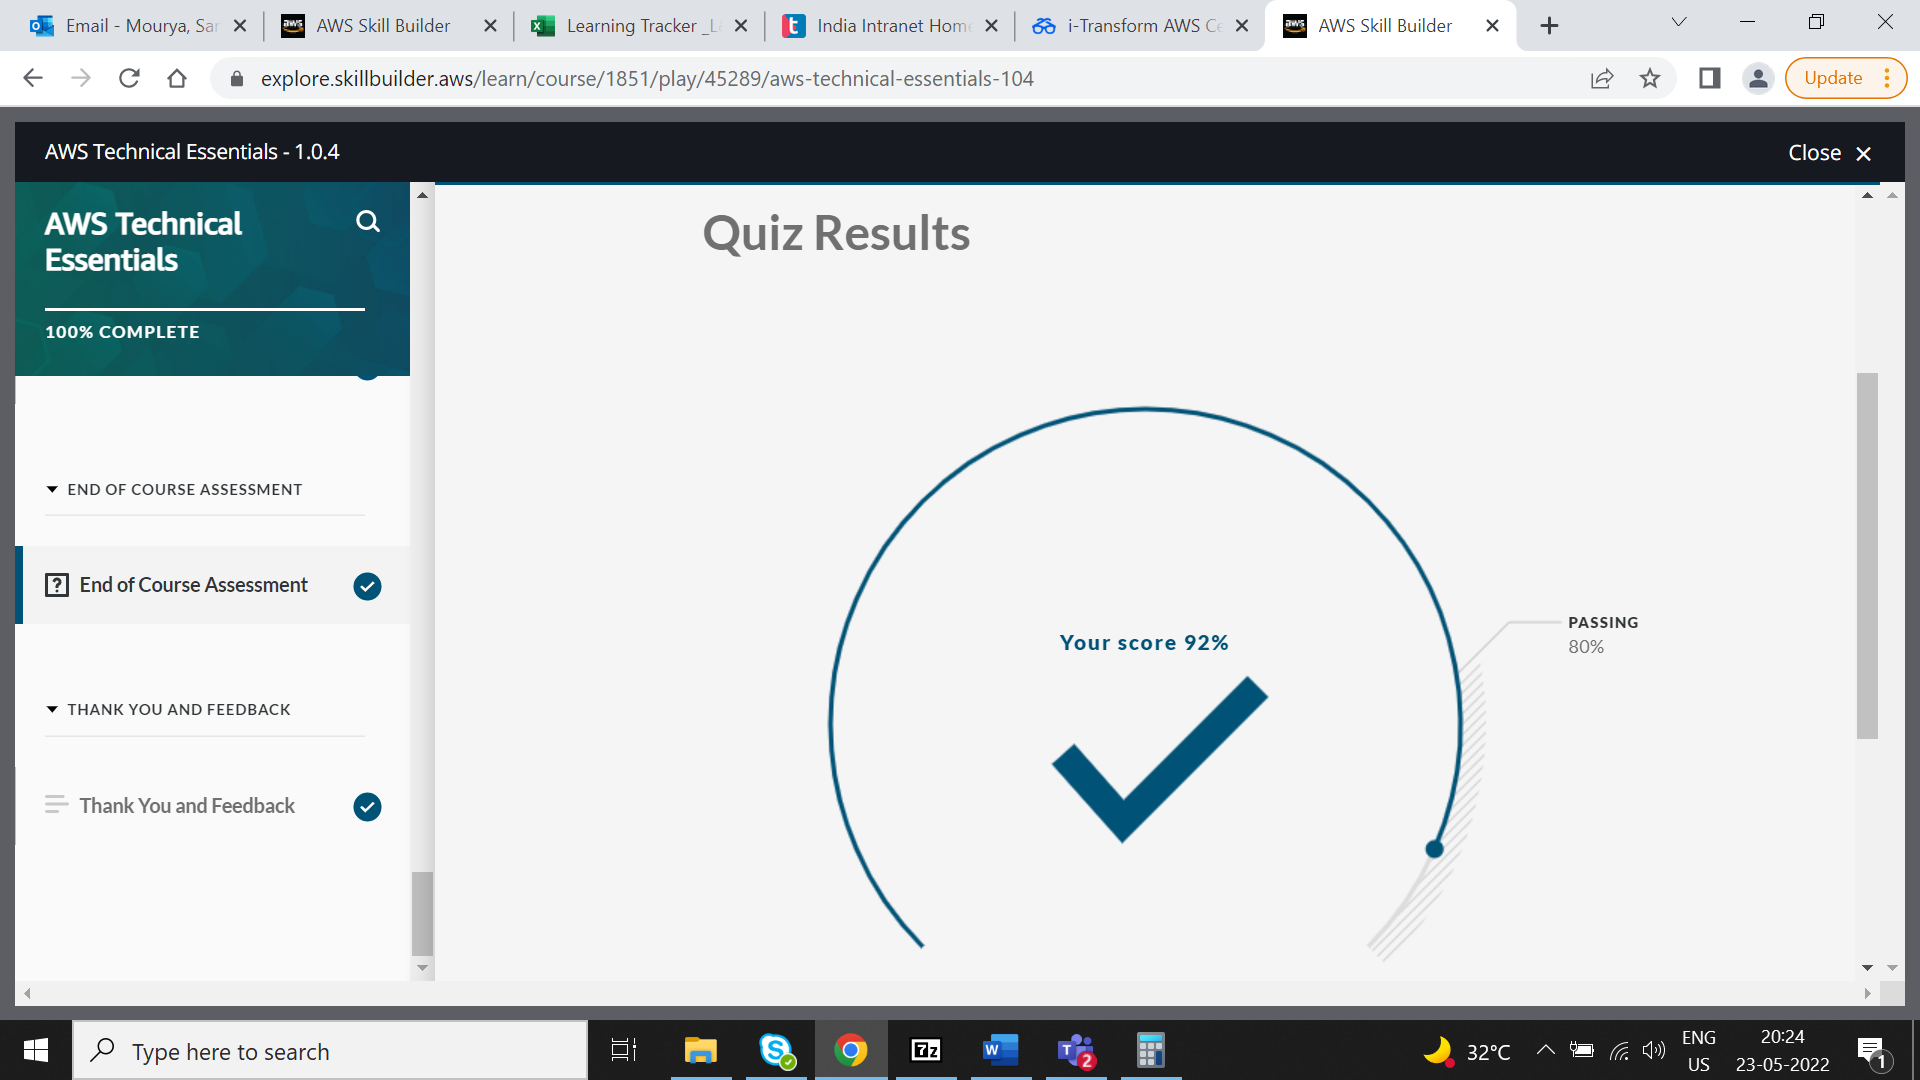 Email - Mourya, Sar
AWS Skill Builder
Learning Tracker _L&
India Intranet Home
i-Transform AWS Ce
AWS Skill Builder
explore.skillbuilder.aws/learn/course/1851/play/45289/aws-technical-essentials-104
Update
AWS Technical Essentials - 1.0.4
Close
AWS Technical
Essentials
100% COMPLETE
END OF COURSE ASSESSMENT
End of Course Assessment
THANK YOU AND FEEDBACK
Thank You and Feedback
Quiz Results
Your score 92%
PASSING
80%
Type here to search
7z
2
32°C
ENG
US
20:24
23-05-2022
1